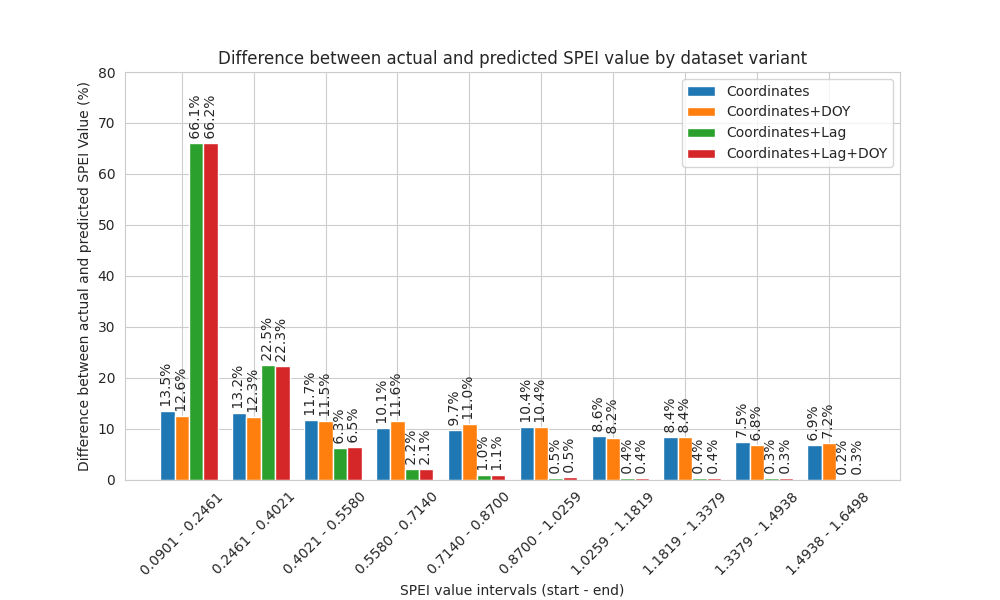 Difference between actual and predicted SPEI value by dataset variant
Difference between actual and predicted SPEI Value (%)
80
70
60
50
40
30
20
10
0
Coordinates
Coordinates+DOY
Coordinates+Lag
Coordinates+Lag+DOY
13.5%
12.6%
66.1%
66.2%
13.2%
12.3%
22.5%
22.3%
11.7%
11.5%
6.3%
6.5%
10.1%
11.6%
2.2%
2.1%
9.7%
11.0%
1.0%
1.1%
10.4%
10.4%
0.5%
0.5%
8.6%
8.2%
0.4%
0.4%
8.4%
8.4%
0.4%
0.4%
7.5%
6.8%
0.3%
0.3%
6.9%
7.2%
0.2%
0.3%
0.0901 - 0.2461
0.2461 - 0.4021
0.4021 - 0.5580
0.5580 - 0.7140
0.7140 - 0.8700
0.8700 - 1.0259
1.0259 - 1.1819
1.1819 - 1.3379
1.3379 - 1.4938
1.4938 - 1.6498
SPEI value intervals (start - end)